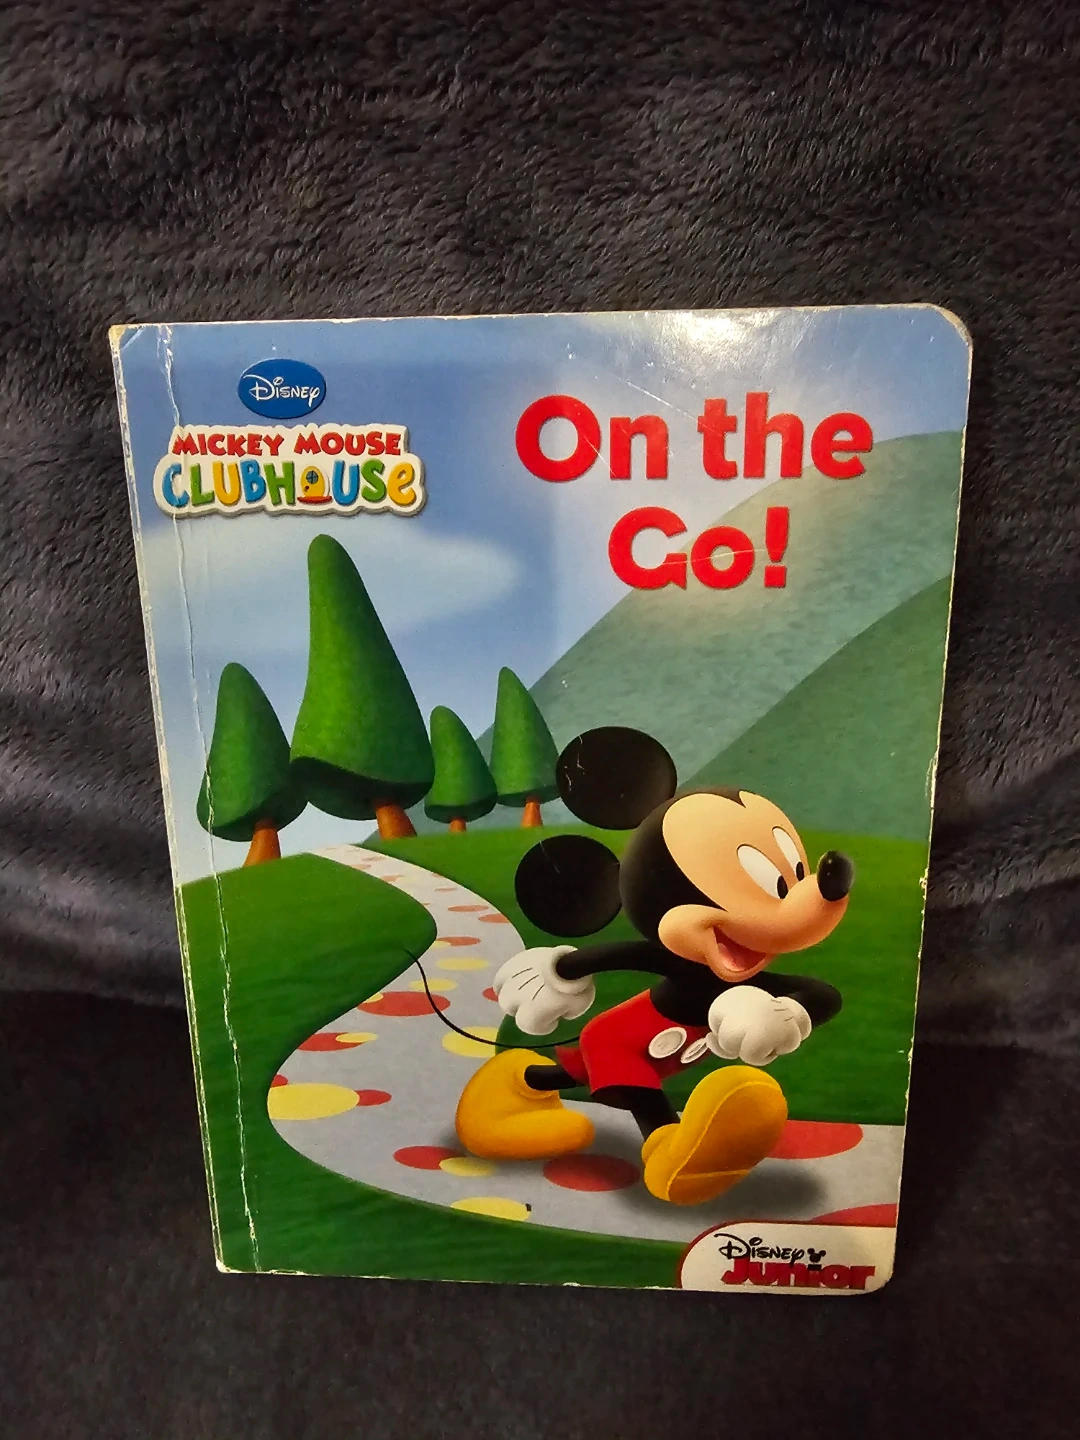 Disney
MICKEY MOUSE
CLUBHOUSE
On the
Go!
Disney
Junior